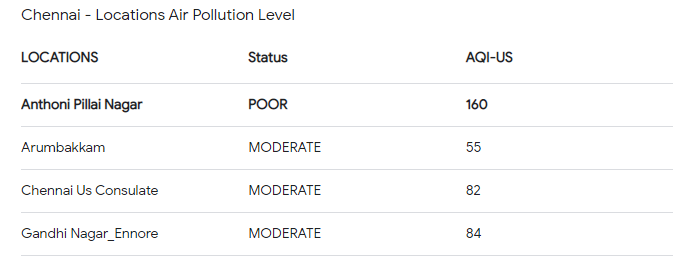 Chennai - Locations Air Pollution Level
LOCATIONS Status AQI-US
Anthoni Pillai Nagar POOR 160
Arumbakkam MODERATE 55
Chennai Us Consulate MODERATE 82
Gandhi Nagar_Ennore MODERATE 84